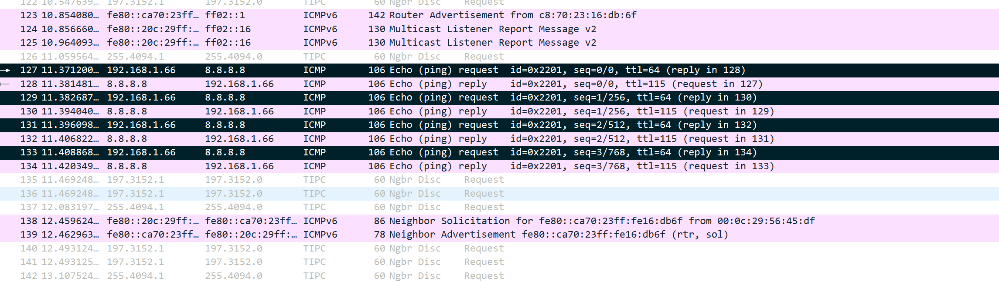 122 10.547639… 197.3152.1 197.3152.0 TIPC 60 Ngbr Disc Request
123 10.854080… fe80::ca70:23ff… ff02::1 ICMPv6 142 Router Advertisement from c8:70:23:16:db:6f
124 10.856660… fe80::20c:29ff:… ff02::16 ICMPv6 130 Multicast Listener Report Message v2
125 10.964093… fe80::20c:29ff:… ff02::16 ICMPv6 130 Multicast Listener Report Message v2
126 11.059564… 255.4094.1 255.4094.0 TIPC 60 Ngbr Disc Request
127 11.371200… 192.168.1.66 8.8.8.8 ICMP 106 Echo (ping) request id=0x2201, seq=0/0, ttl=64 (reply in 128)
128 11.381481… 8.8.8.8 192.168.1.66 ICMP 106 Echo (ping) reply id=0x2201, seq=0/0, ttl=115 (request in 127)
129 11.382687… 192.168.1.66 8.8.8.8 ICMP 106 Echo (ping) request id=0x2201, seq=1/256, ttl=64 (reply in 130)
130 11.394040… 8.8.8.8 192.168.1.66 ICMP 106 Echo (ping) reply id=0x2201, seq=1/256, ttl=115 (request in 129)
131 11.396098… 192.168.1.66 8.8.8.8 ICMP 106 Echo (ping) request id=0x2201, seq=2/512, ttl=64 (reply in 132)
132 11.406822… 8.8.8.8 192.168.1.66 ICMP 106 Echo (ping) reply id=0x2201, seq=2/512, ttl=115 (request in 131)
133 11.408868… 192.168.1.66 8.8.8.8 ICMP 106 Echo (ping) request id=0x2201, seq=3/768, ttl=64 (reply in 134)
134 11.420349… 8.8.8.8 192.168.1.66 ICMP 106 Echo (ping) reply id=0x2201, seq=3/768, ttl=115 (request in 133)
135 11.469248… 197.3152.1 197.3152.0 TIPC 60 Ngbr Disc Request
136 11.469248… 197.3152.1 197.3152.0 TIPC 60 Ngbr Disc Request
137 12.083197… 255.4094.1 255.4094.0 TIPC 60 Ngbr Disc Request
138 12.459624… fe80::20c:29ff:… fe80::ca70:23ff… ICMPv6 86 Neighbor Solicitation for fe80::ca70:23ff:fe16:db6f from 00:0c:29:56:45:df
139 12.462963… fe80::ca70:23ff… fe80::20c:29ff:… ICMPv6 78 Neighbor Advertisement fe80::ca70:23ff:fe16:db6f (rtr, sol)
140 12.493124… 197.3152.1 197.3152.0 TIPC 60 Ngbr Disc Request
141 12.493125… 197.3152.1 197.3152.0 TIPC 60 Ngbr Disc Request
142 13.107524… 255.4094.1 255.4094.0 TIPC 60 Ngbr Disc Request